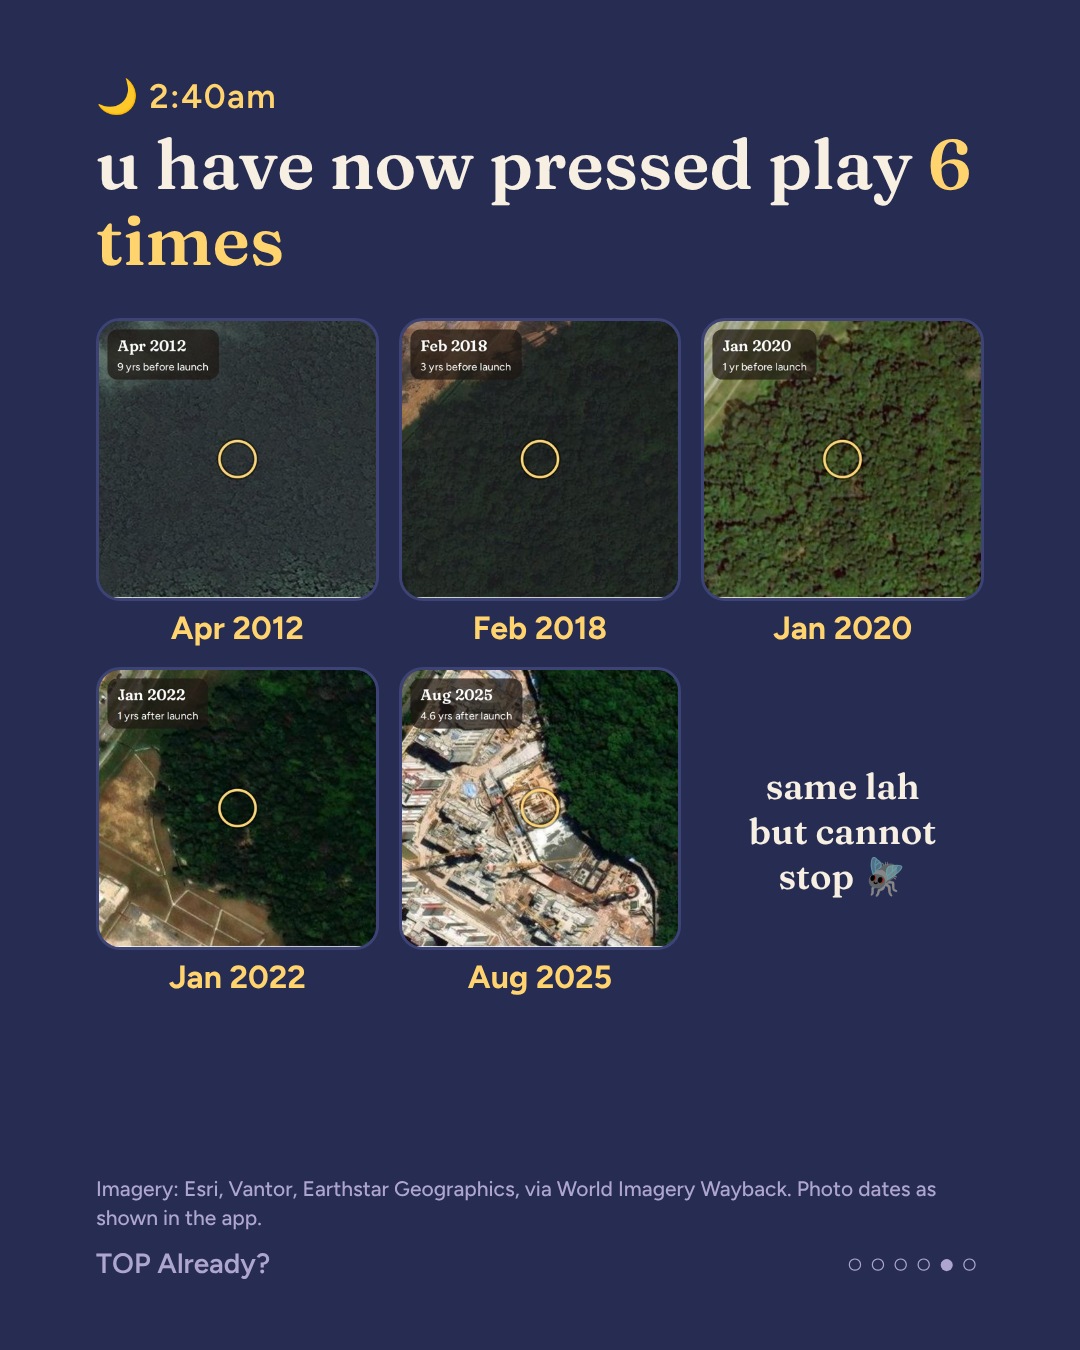 🌙 2:40am
u have now pressed play 6
times
Apr 2012
9 yrs before launch
Feb 2018
3 yrs before launch
Jan 2020
1 yr before launch
Apr 2012
Feb 2018
Jan 2020
Jan 2022
1 yrs after launch
Aug 2025
4.6 yrs after launch
same lah
but cannot
stop 🪰
Jan 2022
Aug 2025
Imagery: Esri, Vantor, Earthstar Geographics, via World Imagery Wayback. Photo dates as
shown in the app.
TOP Already?